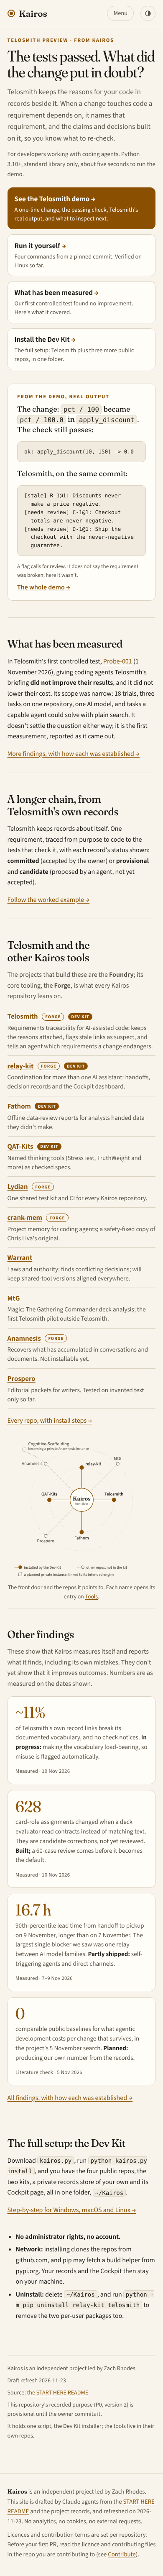 Kairos
Menu
TELOSMITH PREVIEW · FROM KAIROS
The tests passed. What did
the change put in doubt?
Telosmith keeps the reasons for your code in
records beside it. When a change touches code a
requirement depends on, it names that
requirement, and the claims and decisions built
on it, so you know what to re-check.
For developers working with coding agents. Python
3.10+, standard library only, about five seconds to the
demo.
See the Telosmith demo →
A one-line change, the passing check, Telosmith's
real output, and what to inspect next.
Run it yourself →
Four commands from a pinned commit. Verified on
Linux so far.
What has been measured →
Our first controlled test found no improvement.
Here's what it covered.
Install the Dev Kit →
The full setup: Telosmith plus three more public
repos, in one folder.
FROM THE DEMO, REAL OUTPUT
The change: pct / 100 became
pct / 100.0 in apply_discount.
The check still passes:
ok: apply_discount(10, 150) -> 0.0
Telosmith, on the same commit:
[stale] R-1@1: Discounts never
make a price negative.
[needs review] C-1@1: Checkout
totals are never negative.
[needs review] D-1@1: Ship the
checkout with the never-negative
guarantee.
A flag calls for review. It does not say the requirement
was broken; here it wasn't.
The whole demo →
What has been measured
In Telosmith's first controlled test, Probe-001 (1
November 2026), giving coding agents Telosmith's
briefing did not improve their results, and it did not
lower their cost. It was deliberately narrow: 18 trials, three
tasks on one repository, one AI model, and tasks a
capable agent could solve with plain search. It
doesn't settle the question either way; it is the first
measurement, reported as it came out.
More findings, with how each was established →
A longer chain, from
Telosmith's own records
Telosmith keeps records about itself. One
requirement, traced from purpose to code to the
tests that check it, with each record's status shown:
committed (accepted by the owner) or provisional
and candidate (proposed by an agent, not yet
accepted).
Follow the worked example →
Telosmith and the
other Kairos tools
The projects that build these are the Foundry; its
core tooling, the Forge, is what every Kairos
repository leans on.
Telosmith FORGE DEV KIT
Requirements traceability for AI-assisted code: keeps
the reasons attached, flags stale links as suspect, and
tells an agent which requirements a change endangers.
relay-kit FORGE DEV KIT
Coordination for more than one AI assistant: handoffs,
decision records and the Cockpit dashboard.
Fathom DEV KIT
Offline data-review reports for analysts handed data
they didn't make.
QAT-Kits DEV KIT
Named thinking tools (StressTest, TruthWeight and
more) as checked specs.
Lydian FORGE
One shared test kit and CI for every Kairos repository.
crank-mem FORGE
Project memory for coding agents; a safety-fixed copy of
Chris Lival's original.
Warrant
Laws and authority: finds conflicting decisions; will
keep shared-tool versions aligned everywhere.
MtG
Magic: The Gathering Commander deck analysis; the
first Telosmith pilot outside Telosmith.
Anamnesis FORGE
Recovers what has accumulated in conversations and
documents. Not installable yet.
Prospero
Editorial packets for writers. Tested on invented text
only so far.
Every repo, with install steps →
Cognitive-Scaffolding
becoming a private Anamnesis instance
relay-kit
MtG
Anamnesis
QAT-Kits
Kairos
Telosmith
Prospero
Fathom
installed by the Dev Kit
other repos, not in the kit
a planned private instance, linked to its intended engine
The front door and the repos it points to. Each name opens its
entry on Tools.
Other findings
These show that Kairos measures itself and reports
what it finds, including its own mistakes. They don't
yet show that it improves outcomes. Numbers are as
measured on the dates shown.
~11%
of Telosmith's own record links break its
documented vocabulary, and no check notices. In
progress: making the vocabulary load-bearing, so
misuse is flagged automatically.
Measured · 10 Nov 2026
628
card-role assignments changed when a deck
evaluator read context instead of matching text.
They are candidate corrections, not yet reviewed.
Built; a 60-case review comes before it becomes
the default.
Measured · 10 Nov 2026
16.7 h
90th-percentile lead time from handoff to pickup
on 9 November, longer than on 7 November. The
largest single blocker we saw was one relay
between AI model families. Partly shipped: self-
triggering agents and direct channels.
Measured · 7–9 Nov 2026
0
comparable public baselines for what agentic
development costs per change that survives, in
the project's 5 November search. Planned:
producing our own number from the records.
Literature check · 5 Nov 2026
All findings, with how each was established →
The full setup: the Dev Kit
Download kairos.py, run python kairos.py
install, and you have the four public repos, the
two kits, a private records store of your own and its
Cockpit page, all in one folder, ~/Kairos.
Step-by-step for Windows, macOS and Linux →
No administrator rights, no account.
Network: installing clones the repos from
github.com, and pip may fetch a build helper from
pypi.org. Your records and the Cockpit then stay
on your machine.
Uninstall: delete ~/Kairos, and run python -
m pip uninstall relay-kit telosmith to
remove the two per-user packages too.
Kairos is an independent project led by Zach Rhodes.
Draft refresh 2026-11-23
Source: the START HERE README
This repository's recorded purpose (P0, version 2) is
provisional until the owner commits it.
It holds one script, the Dev Kit installer; the tools live in their
own repos.
Kairos is an independent project led by Zach Rhodes.
This site is drafted by Claude agents from the START HERE
README and the project records, and refreshed on 2026-
11-23. No analytics, no cookies, no external requests.
Licences and contribution terms are set per repository.
Before your first PR, read the licence and contributing files
in the repo you are contributing to (see Contribute).